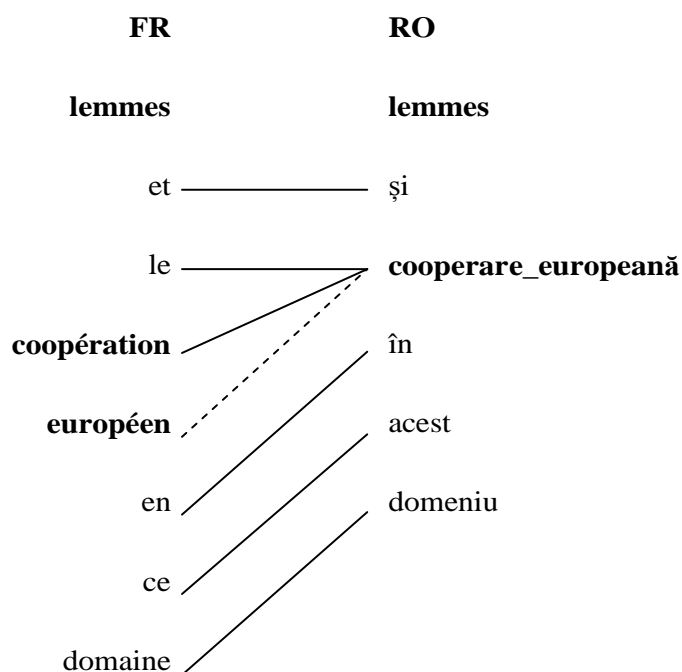 FR RO
lemmes lemmes
et și
le cooperare_europeană
coopération în
européen acest
en domeniu
ce
domaine